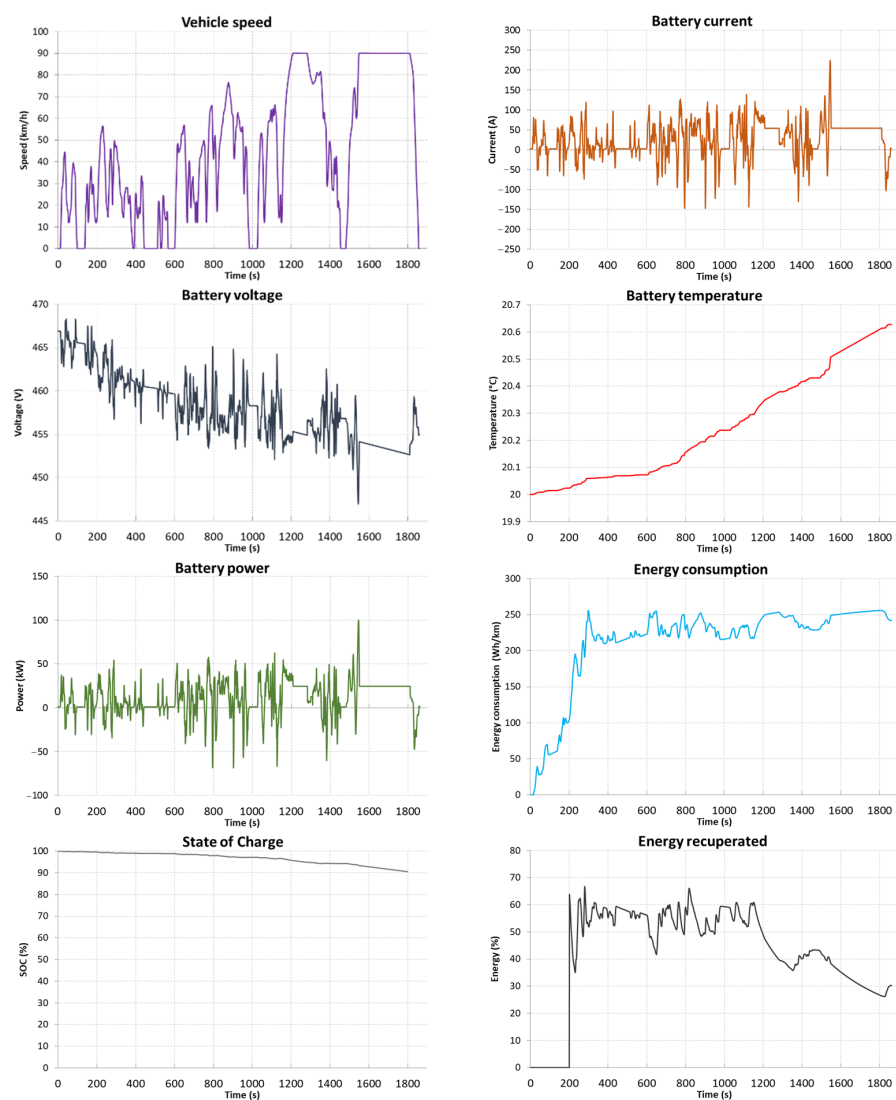 Vehicle speed
100
90
80
70
60
50
40
30
20
10
0
Speed (km/h)
0 200 400 600 800 1000 1200 1400 1600 1800
Time (s)
Battery current
300
250
200
150
100
50
0
−50
−100
−150
−200
−250
Current (A)
0 200 400 600 800 1000 1200 1400 1600 1800
Time (s)
Battery voltage
470
465
460
455
450
445
Voltage (V)
0 200 400 600 800 1000 1200 1400 1600 1800
Time (s)
Battery temperature
20.7
20.6
20.5
20.4
20.3
20.2
20.1
20
19.9
Temperature (°C)
0 200 400 600 800 1000 1200 1400 1600 1800
Time (s)
Battery power
150
100
50
0
−50
−100
Power (kW)
0 200 400 600 800 1000 1200 1400 1600 1800
Time (s)
Energy consumption
300
250
200
150
100
50
0
Energy consumption (Wh/km)
0 200 400 600 800 1000 1200 1400 1600 1800
Time (s)
State of Charge
100
90
80
70
60
50
40
30
20
10
0
SOC (%)
0 200 400 600 800 1000 1200 1400 1600 1800
Time (s)
Energy recuperated
80
70
60
50
40
30
20
10
0
Energy (%)
0 200 400 600 800 1000 1200 1400 1600 1800
Time (s)